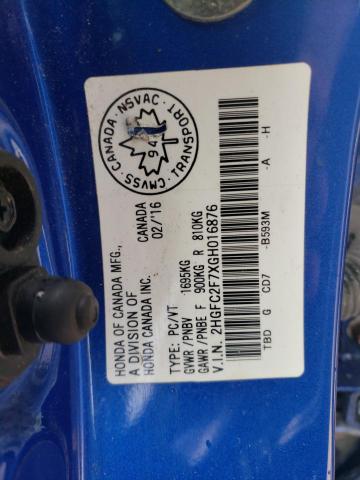 HONDA OF CANADA MFG.,
A DIVISION OF
HONDA CANADA INC.
CANADA
02/'16
CANADA · NSVAC · TRANSPORT · CMVSS
94
TYPE: PC/VT
GVWR/PNBV 1695KG
GAWR/PNBE F 900KG R 810KG
V.I.N. 2HGFC2F7XGH016876
TBD G CD7 -B593M -A -H